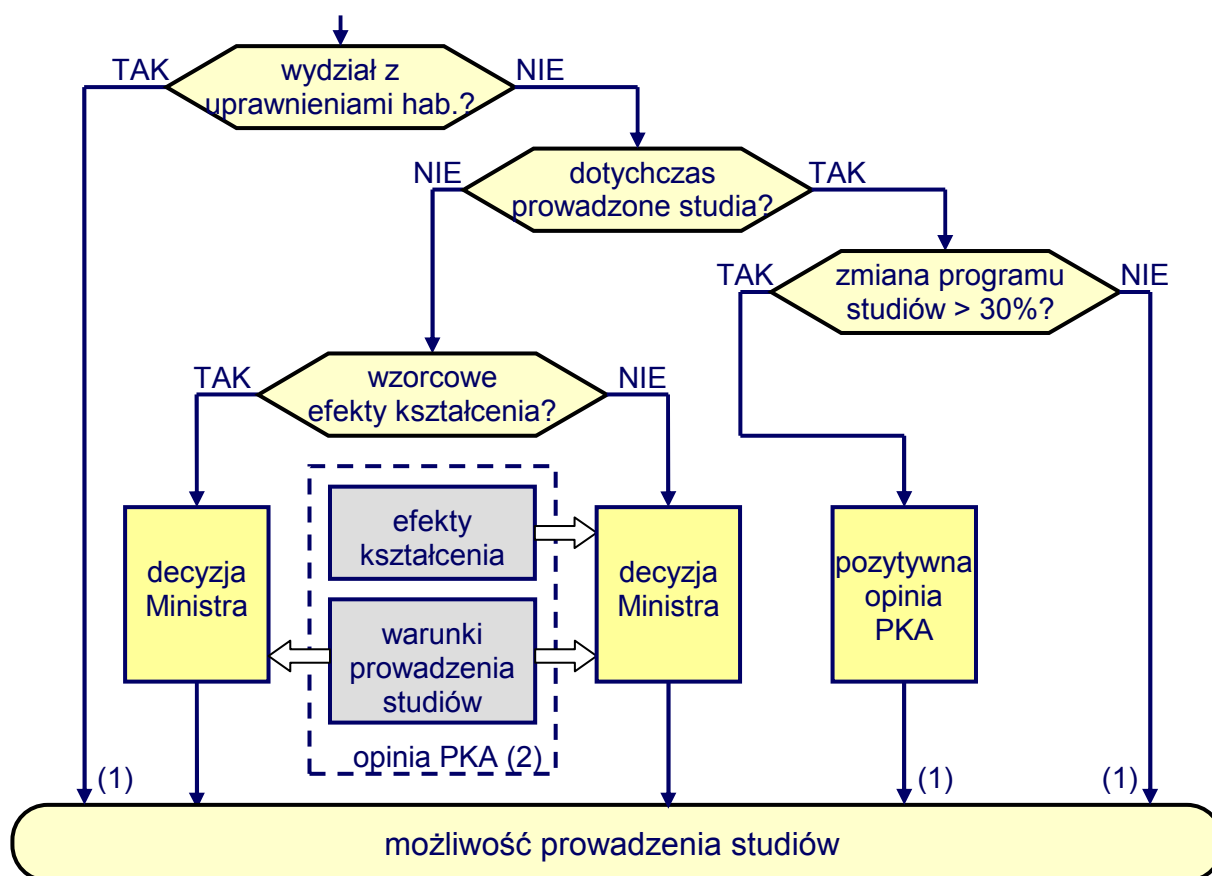 TAK
wydział z
uprawnieniami hab.?
NIE
NIE
dotychczas
prowadzone studia?
TAK
TAK
zmiana programu
studiów > 30%?
NIE
TAK
wzorcowe
efekty kształcenia?
NIE
decyzja
Ministra
efekty
kształcenia
warunki
prowadzenia
studiów
opinia PKA (2)
decyzja
Ministra
pozytywna
opinia
PKA
(1)
(1)
(1)
możliwość prowadzenia studiów